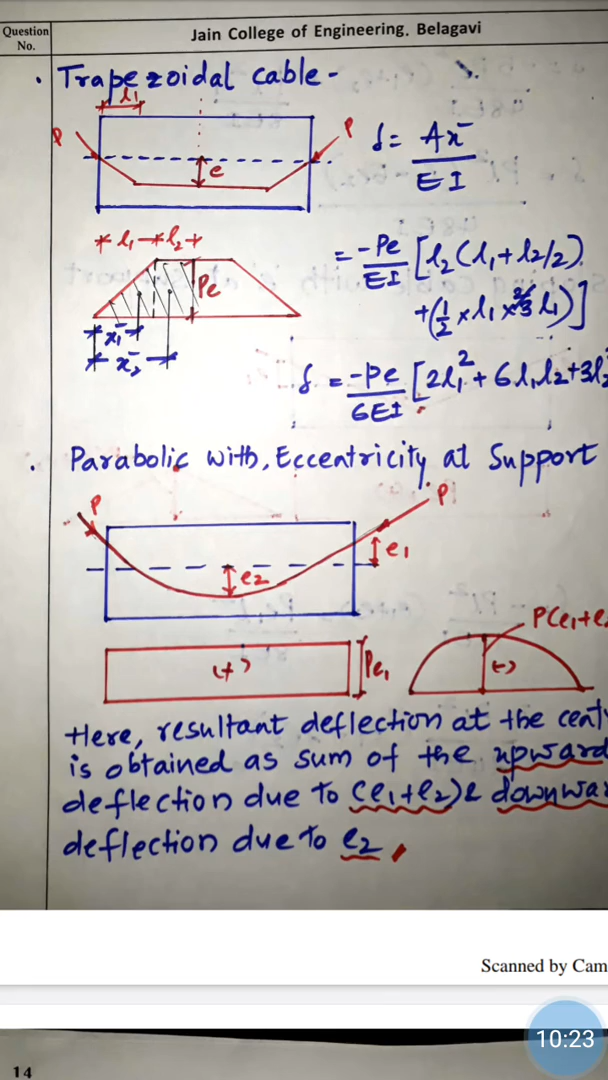 Question
No.
Jain College of Engineering, Belagavi
• Trapezoidal cable -
l₁
P
P
e
δ = Ax̄ / EI
l₁ l₂
Pe
x̄₁
x̄₂
= -Pe/EI [l₂(l₁+l₂/2)
+(1/2 × l₁ × 2/3 l₁)]
δ = -Pe/6EI [2l₁² + 6l₁l₂+3l₂
• Parabolic with, Eccentricity at Support
P
P
e₁
e₂
(+)
Pe₁
P(e₁+e
(-)
Here, resultant deflection at the cent
is obtained as sum of the upward
deflection due to (e₁+e₂) & downwa
deflection due to e₂.
Scanned by Cam
10:23
14